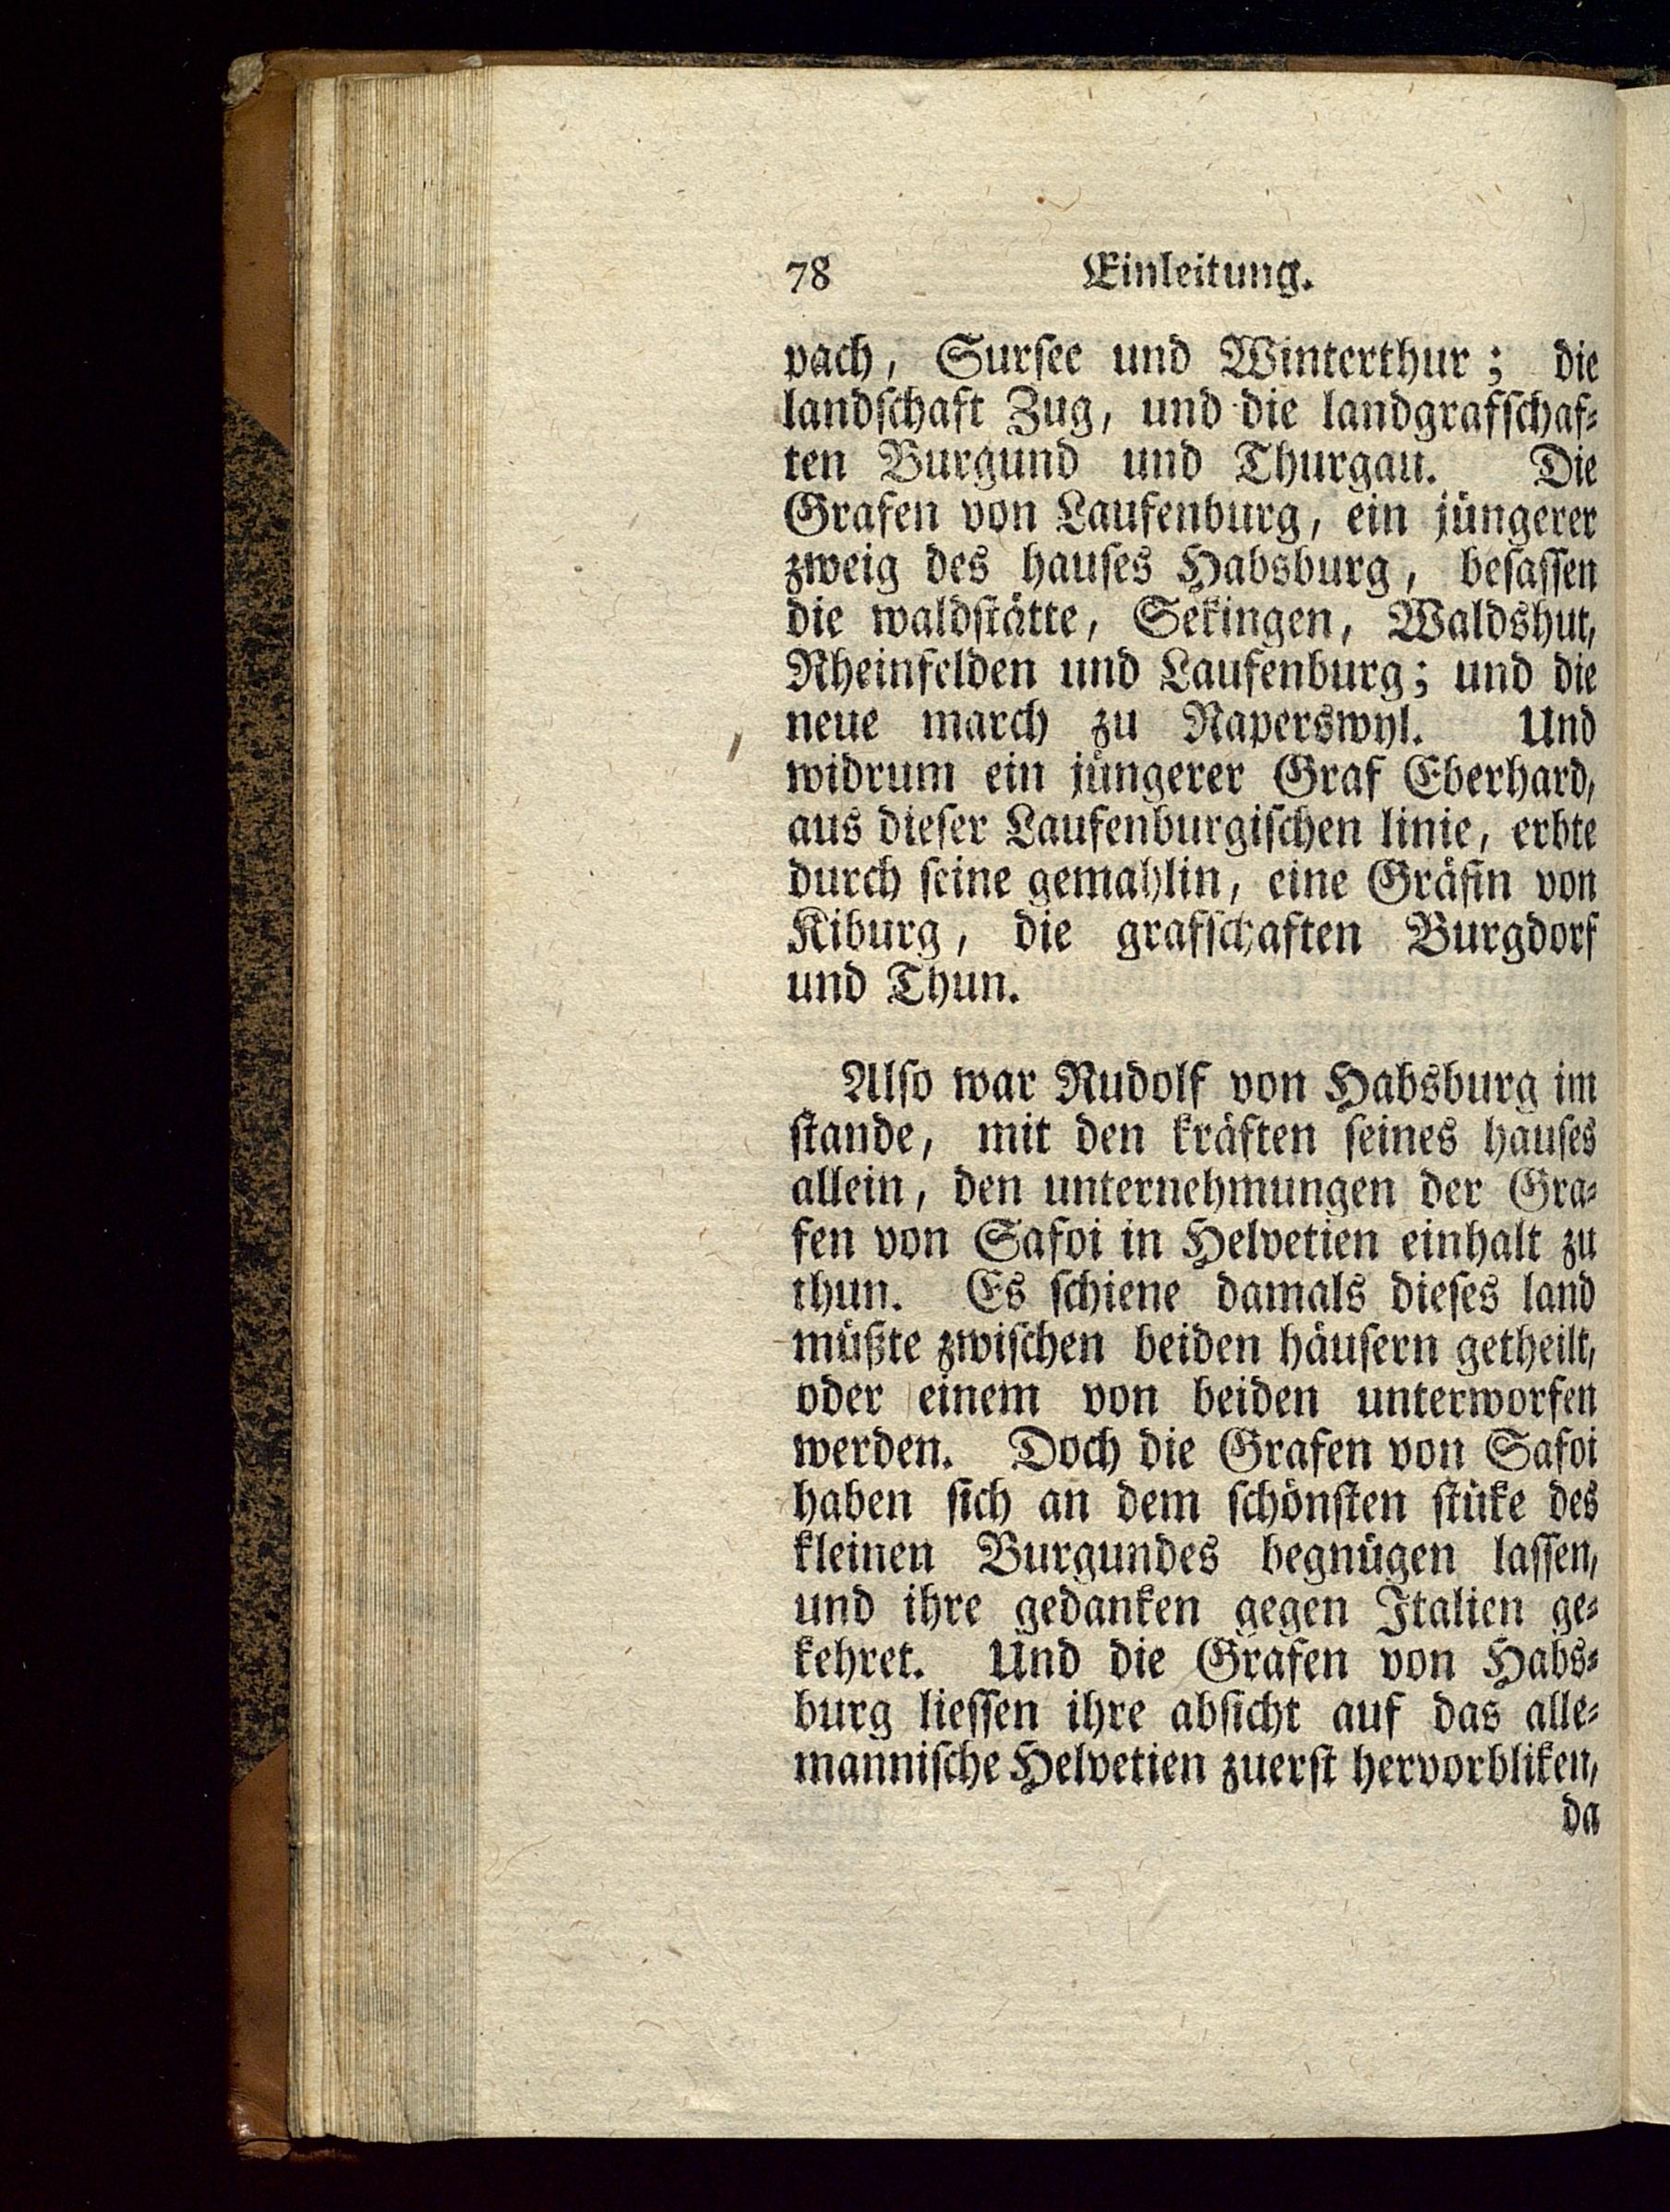 78 Einleitung.
pach, Surſee und Winterthur; die
landſchaft Zug, und die landgrafſchaf⸗
ten Burgund und Thurgau. Die
Grafen von Laufenburg, ein jüngerer
zweig des hauſes Habsburg, beſaſſen
die waldſtätte, Sekingen, Waldshut,
Rheinfelden und Laufenburg; und die
neue march zu Raperswyl. Und
widrum ein jüngerer Graf Eberhard,
aus dieſer Laufenburgiſchen linie, erbte
durch ſeine gemahlin, eine Gräfin von
Kiburg, die grafſchaften Burgdorf
und Thun.
Alſo war Rudolf von Habsburg im
ſtande, mit den kräften ſeines hauſes
allein, den unternehmungen der Gra⸗
fen von Safoi in Helvetien einhalt zu
thun. Es ſchiene damals dieſes land
müßte zwiſchen beiden häuſern getheilt,
oder einem von beiden unterworfen
werden. Doch die Grafen von Safoi
haben ſich an dem ſchönſten ſtüke des
kleinen Burgundes begnügen laſſen,
und ihre gedanken gegen Italien ge⸗
kehret. Und die Grafen von Habs⸗
burg lieſſen ihre abſicht auf das alle⸗
manniſche Helvetien zuerſt hervorbliken,
da